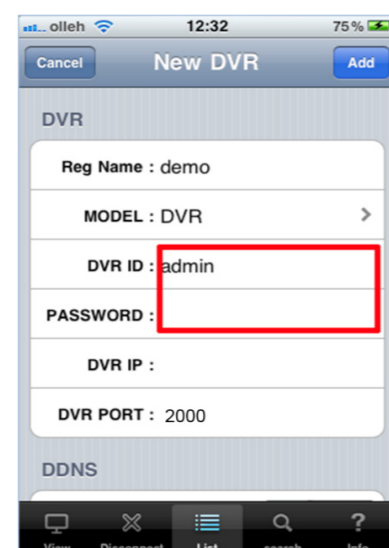 olleh 12:32 75%
Cancel New DVR Add
DVR
Reg Name : demo
MODEL : DVR
DVR ID : admin
PASSWORD :
DVR IP :
DVR PORT : 2000
DDNS
View Disconnect List search Info